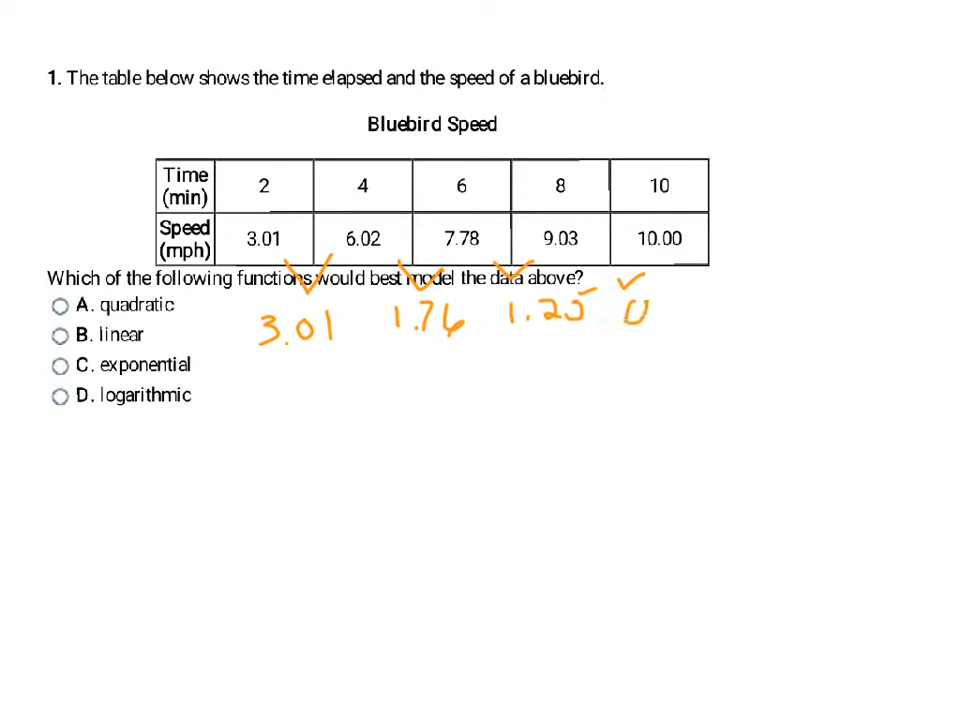 1. The table below shows the time elapsed and the speed of a bluebird.
Bluebird Speed
Time (min) 2 4 6 8 10
Speed (mph) 3.01 6.02 7.78 9.03 10.00
Which of the following functions would best model the data above?
A. quadratic
B. linear
C. exponential
D. logarithmic
3.01 1.76 1.25 0